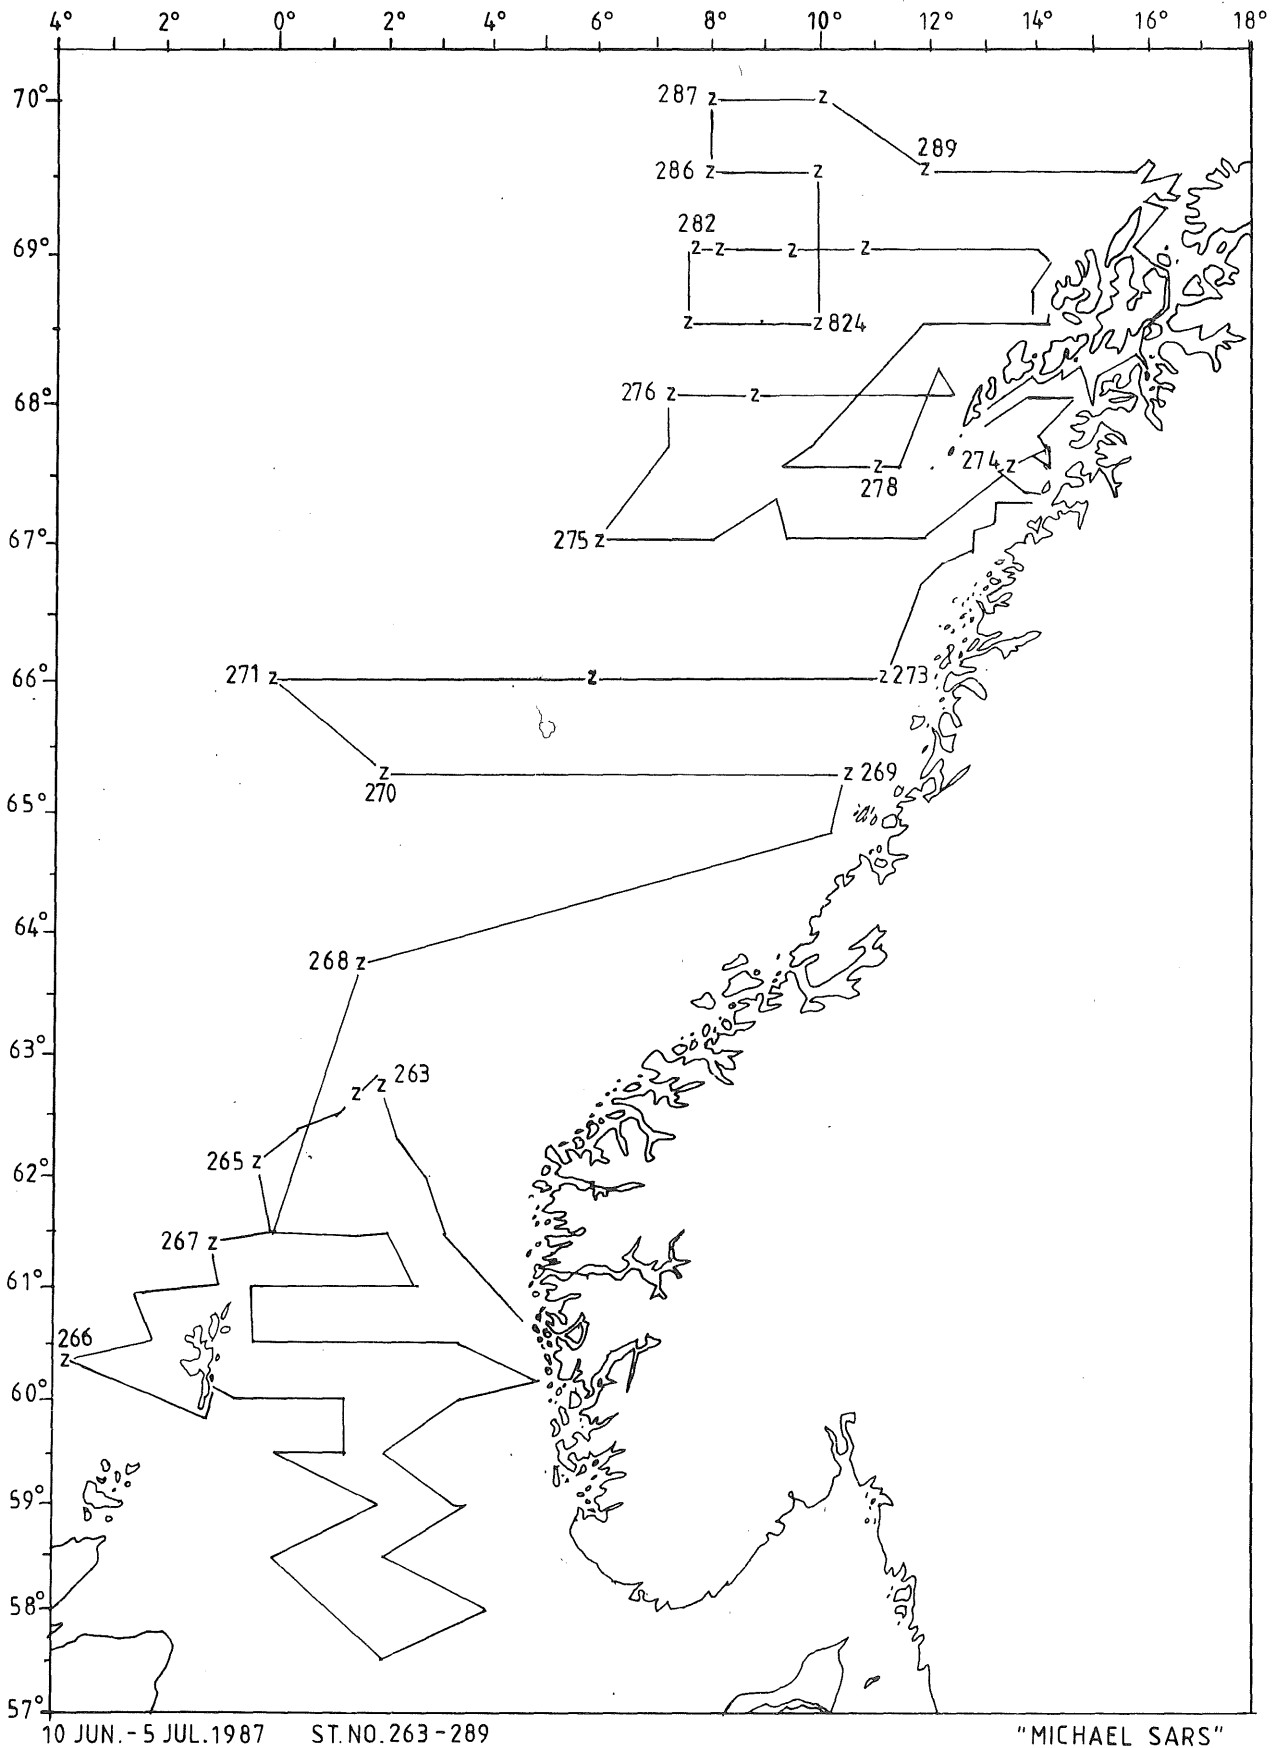 4° 2° 0° 2° 4° 6° 8° 10° 12° 14° 16° 18°
70°
287 z z
289
286 z z z
282
69°
z z z z
z z 824
276 z z
68°
274 z
z
278
67°
275 z
66°
271 z z z 273
z z 269
270
65°
64°
268 z
63°
z z 263
62°
265 z
267 z
61°
266
z
60°
59°
58°
57°
10 JUN.-5 JUL.1987 ST.NO.263-289 "MICHAEL SARS"